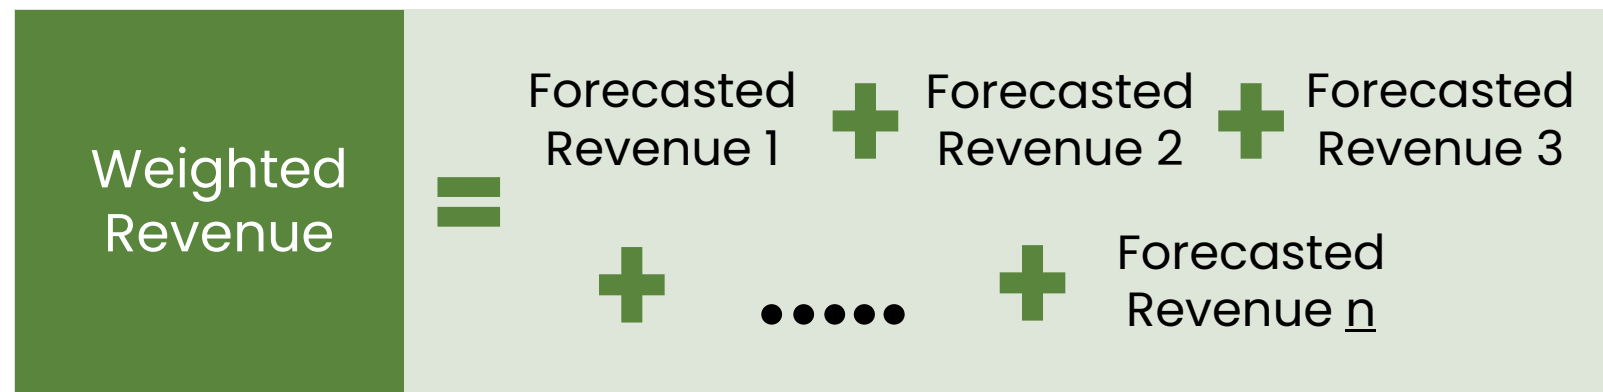 Weighted
Revenue
=
Forecasted
Revenue 1
+
Forecasted
Revenue 2
+
Forecasted
Revenue 3
+
.....
+
Forecasted
Revenue n